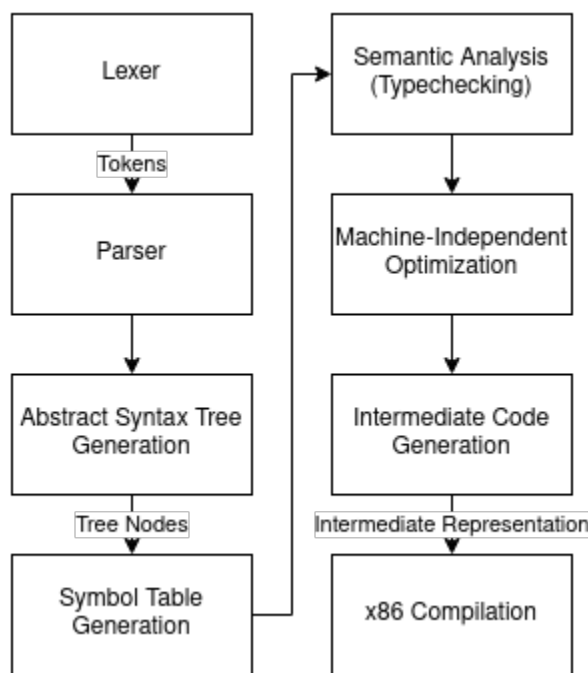 Lexer
Tokens
Parser
Abstract Syntax Tree
Generation
Tree Nodes
Symbol Table
Generation
Semantic Analysis
(Typechecking)
Machine-Independent
Optimization
Intermediate Code
Generation
Intermediate Representation
x86 Compilation